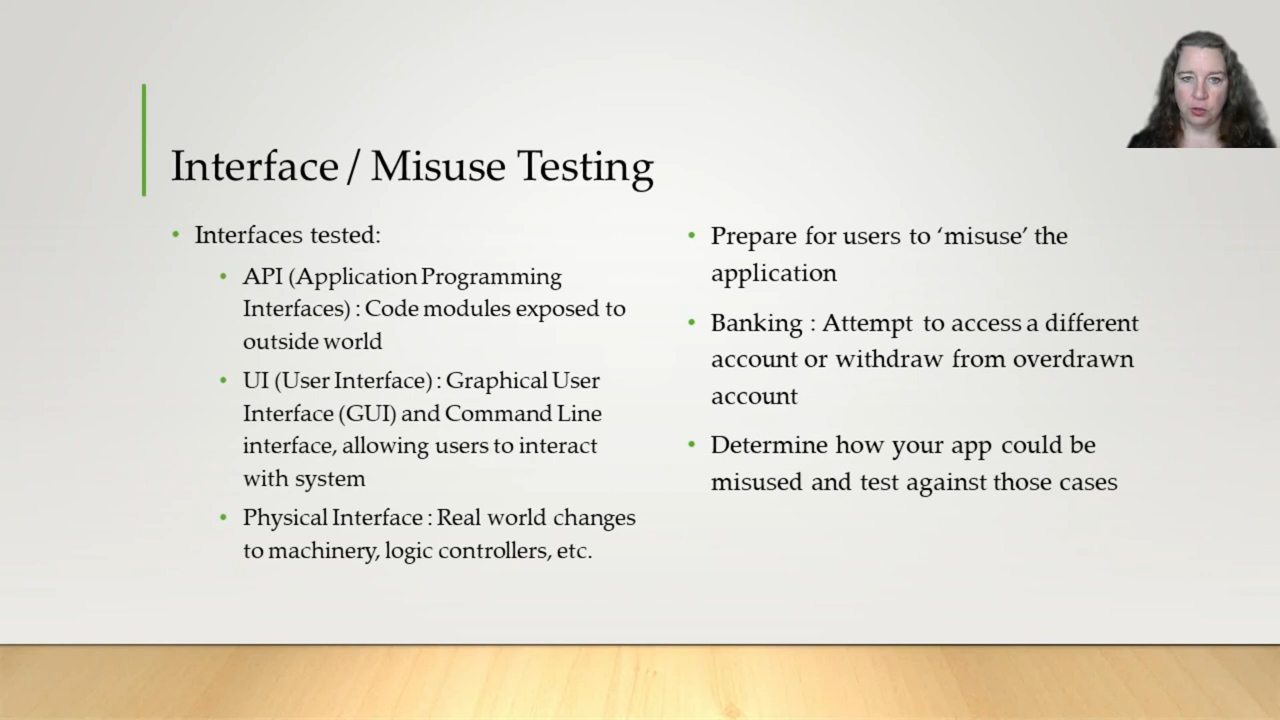 Interface / Misuse Testing
• Interfaces tested:
• API (Application Programming
Interfaces) : Code modules exposed to
outside world
• UI (User Interface) : Graphical User
Interface (GUI) and Command Line
interface, allowing users to interact
with system
• Physical Interface : Real world changes
to machinery, logic controllers, etc.
• Prepare for users to ‘misuse’ the
application
• Banking : Attempt to access a different
account or withdraw from overdrawn
account
• Determine how your app could be
misused and test against those cases